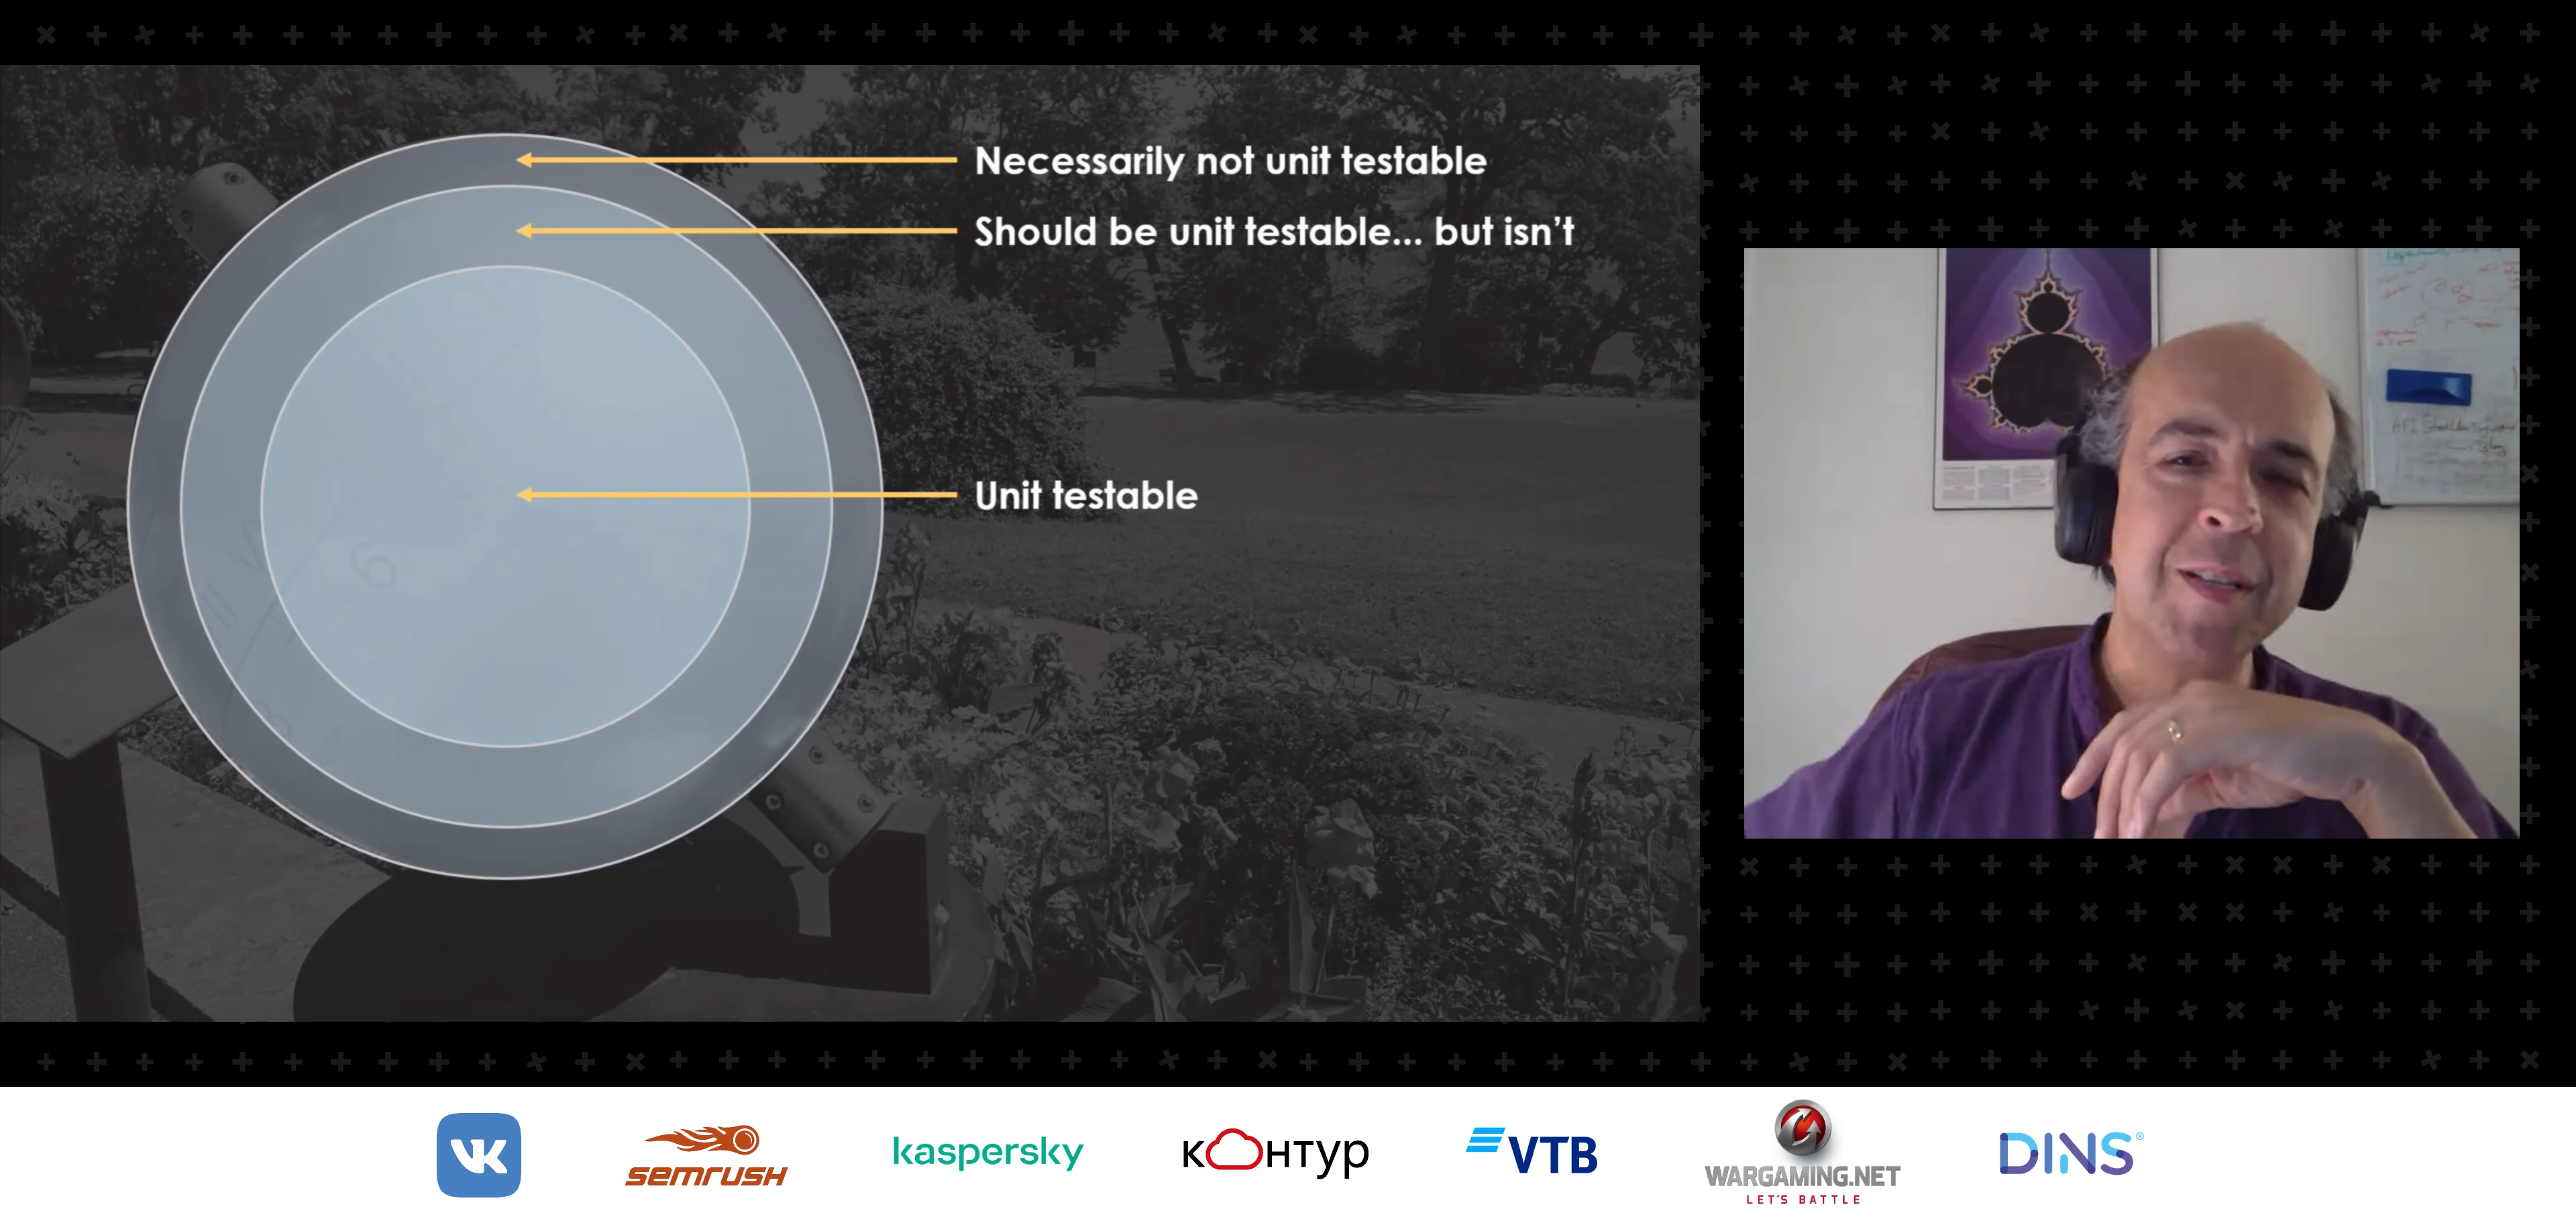 Necessarily not unit testable
Should be unit testable... but isn't
Unit testable
API
semrush
kaspersky
контур
VTB
WARGAMING.NET
LET'S BATTLE
DINS®